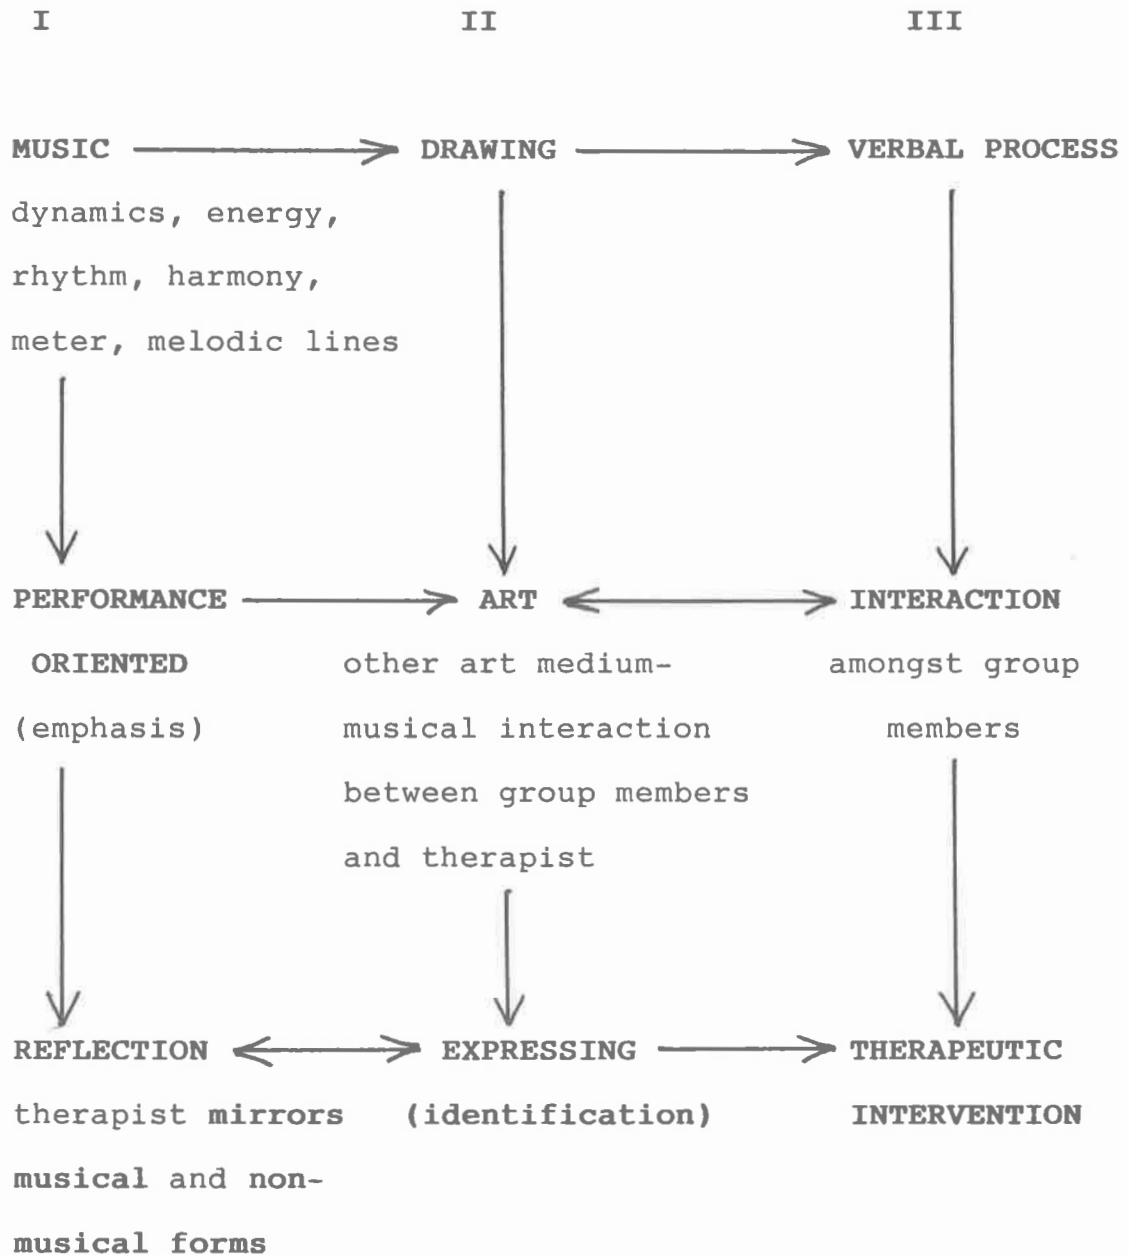 I II III
MUSIC DRAWING VERBAL PROCESS
dynamics, energy,
rhythm, harmony,
meter, melodic lines
PERFORMANCE ART INTERACTION
ORIENTED other art medium- amongst group
(emphasis) musical interaction members
between group members
and therapist
REFLECTION EXPRESSING THERAPEUTIC
therapist mirrors (identification) INTERVENTION
musical and non-
musical forms